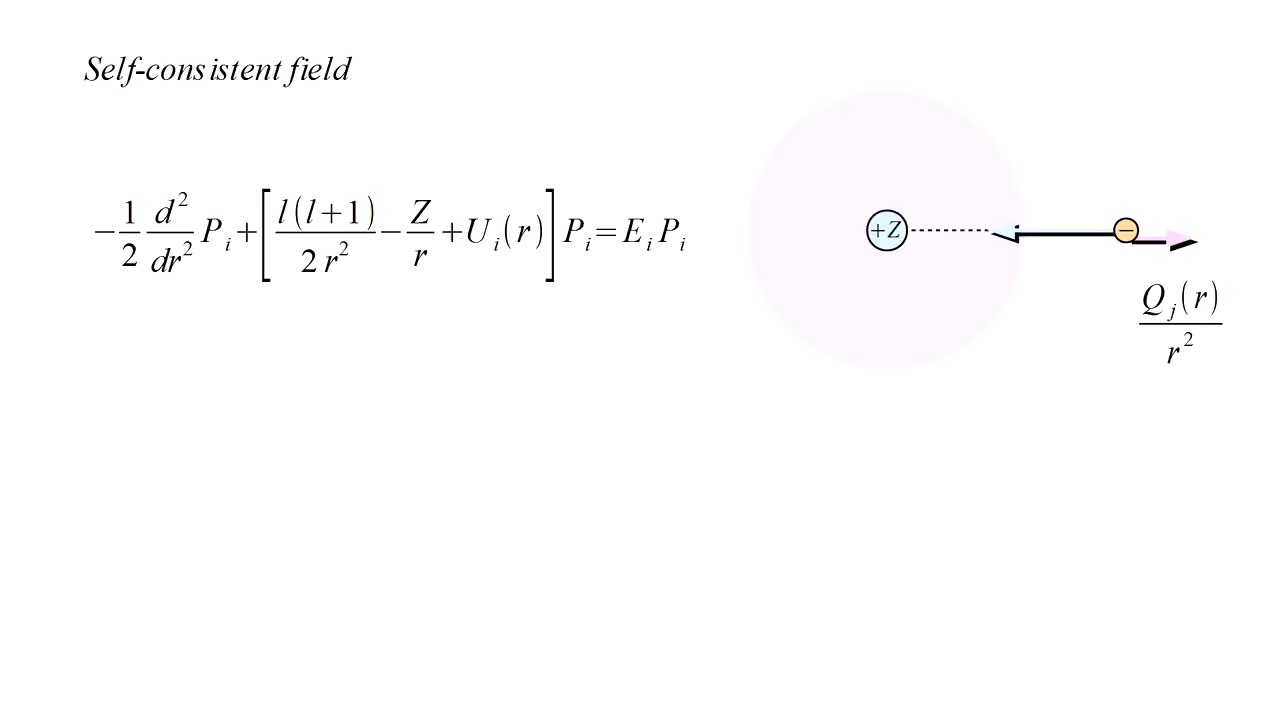 Self-consistent field
−1/2 d²/dr² P_i + [l(l+1)/2r² − Z/r + U_i(r)] P_i = E_i P_i
+Z
−
Q_j(r)/r²